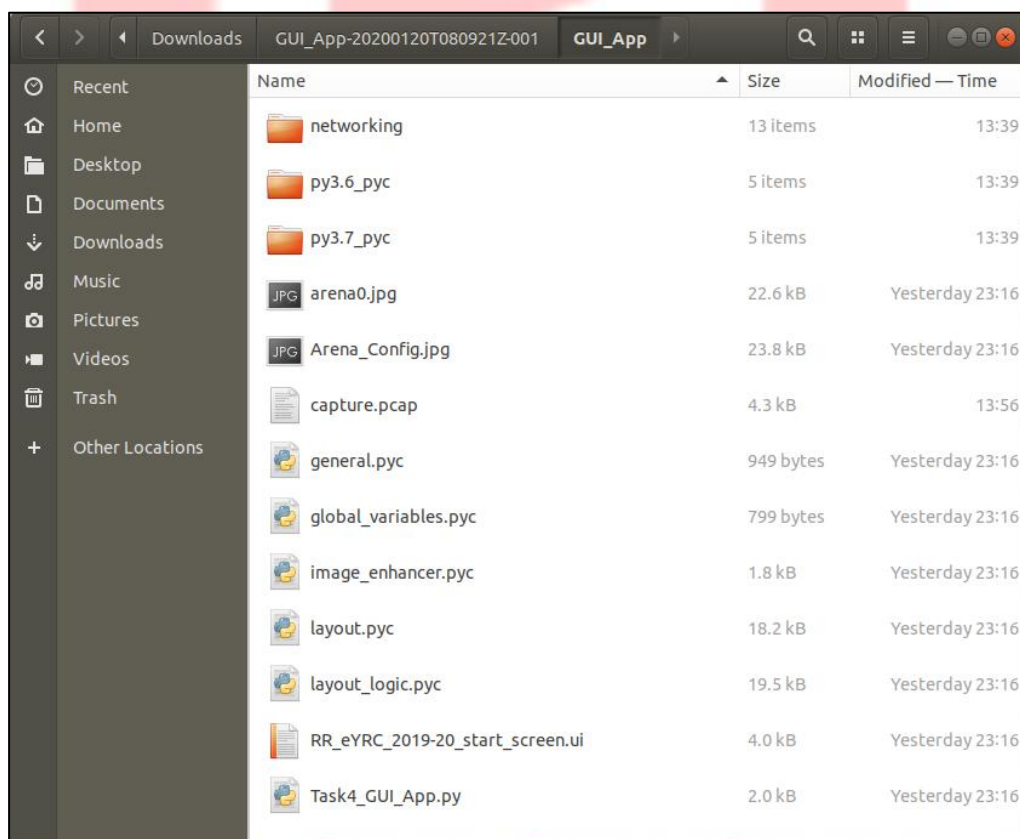 Downloads GUI_App-20200120T080921Z-001 GUI_App
Recent
Home
Desktop
Documents
Downloads
Music
Pictures
Videos
Trash
+ Other Locations
Name Size Modified — Time
networking 13 items 13:39
py3.6_pyc 5 items 13:39
py3.7_pyc 5 items 13:39
JPG arena0.jpg 22.6 kB Yesterday 23:16
JPG Arena_Config.jpg 23.8 kB Yesterday 23:16
capture.pcap 4.3 kB 13:56
general.pyc 949 bytes Yesterday 23:16
global_variables.pyc 799 bytes Yesterday 23:16
image_enhancer.pyc 1.8 kB Yesterday 23:16
layout.pyc 18.2 kB Yesterday 23:16
layout_logic.pyc 19.5 kB Yesterday 23:16
RR_eYRC_2019-20_start_screen.ui 4.0 kB Yesterday 23:16
Task4_GUI_App.py 2.0 kB Yesterday 23:16